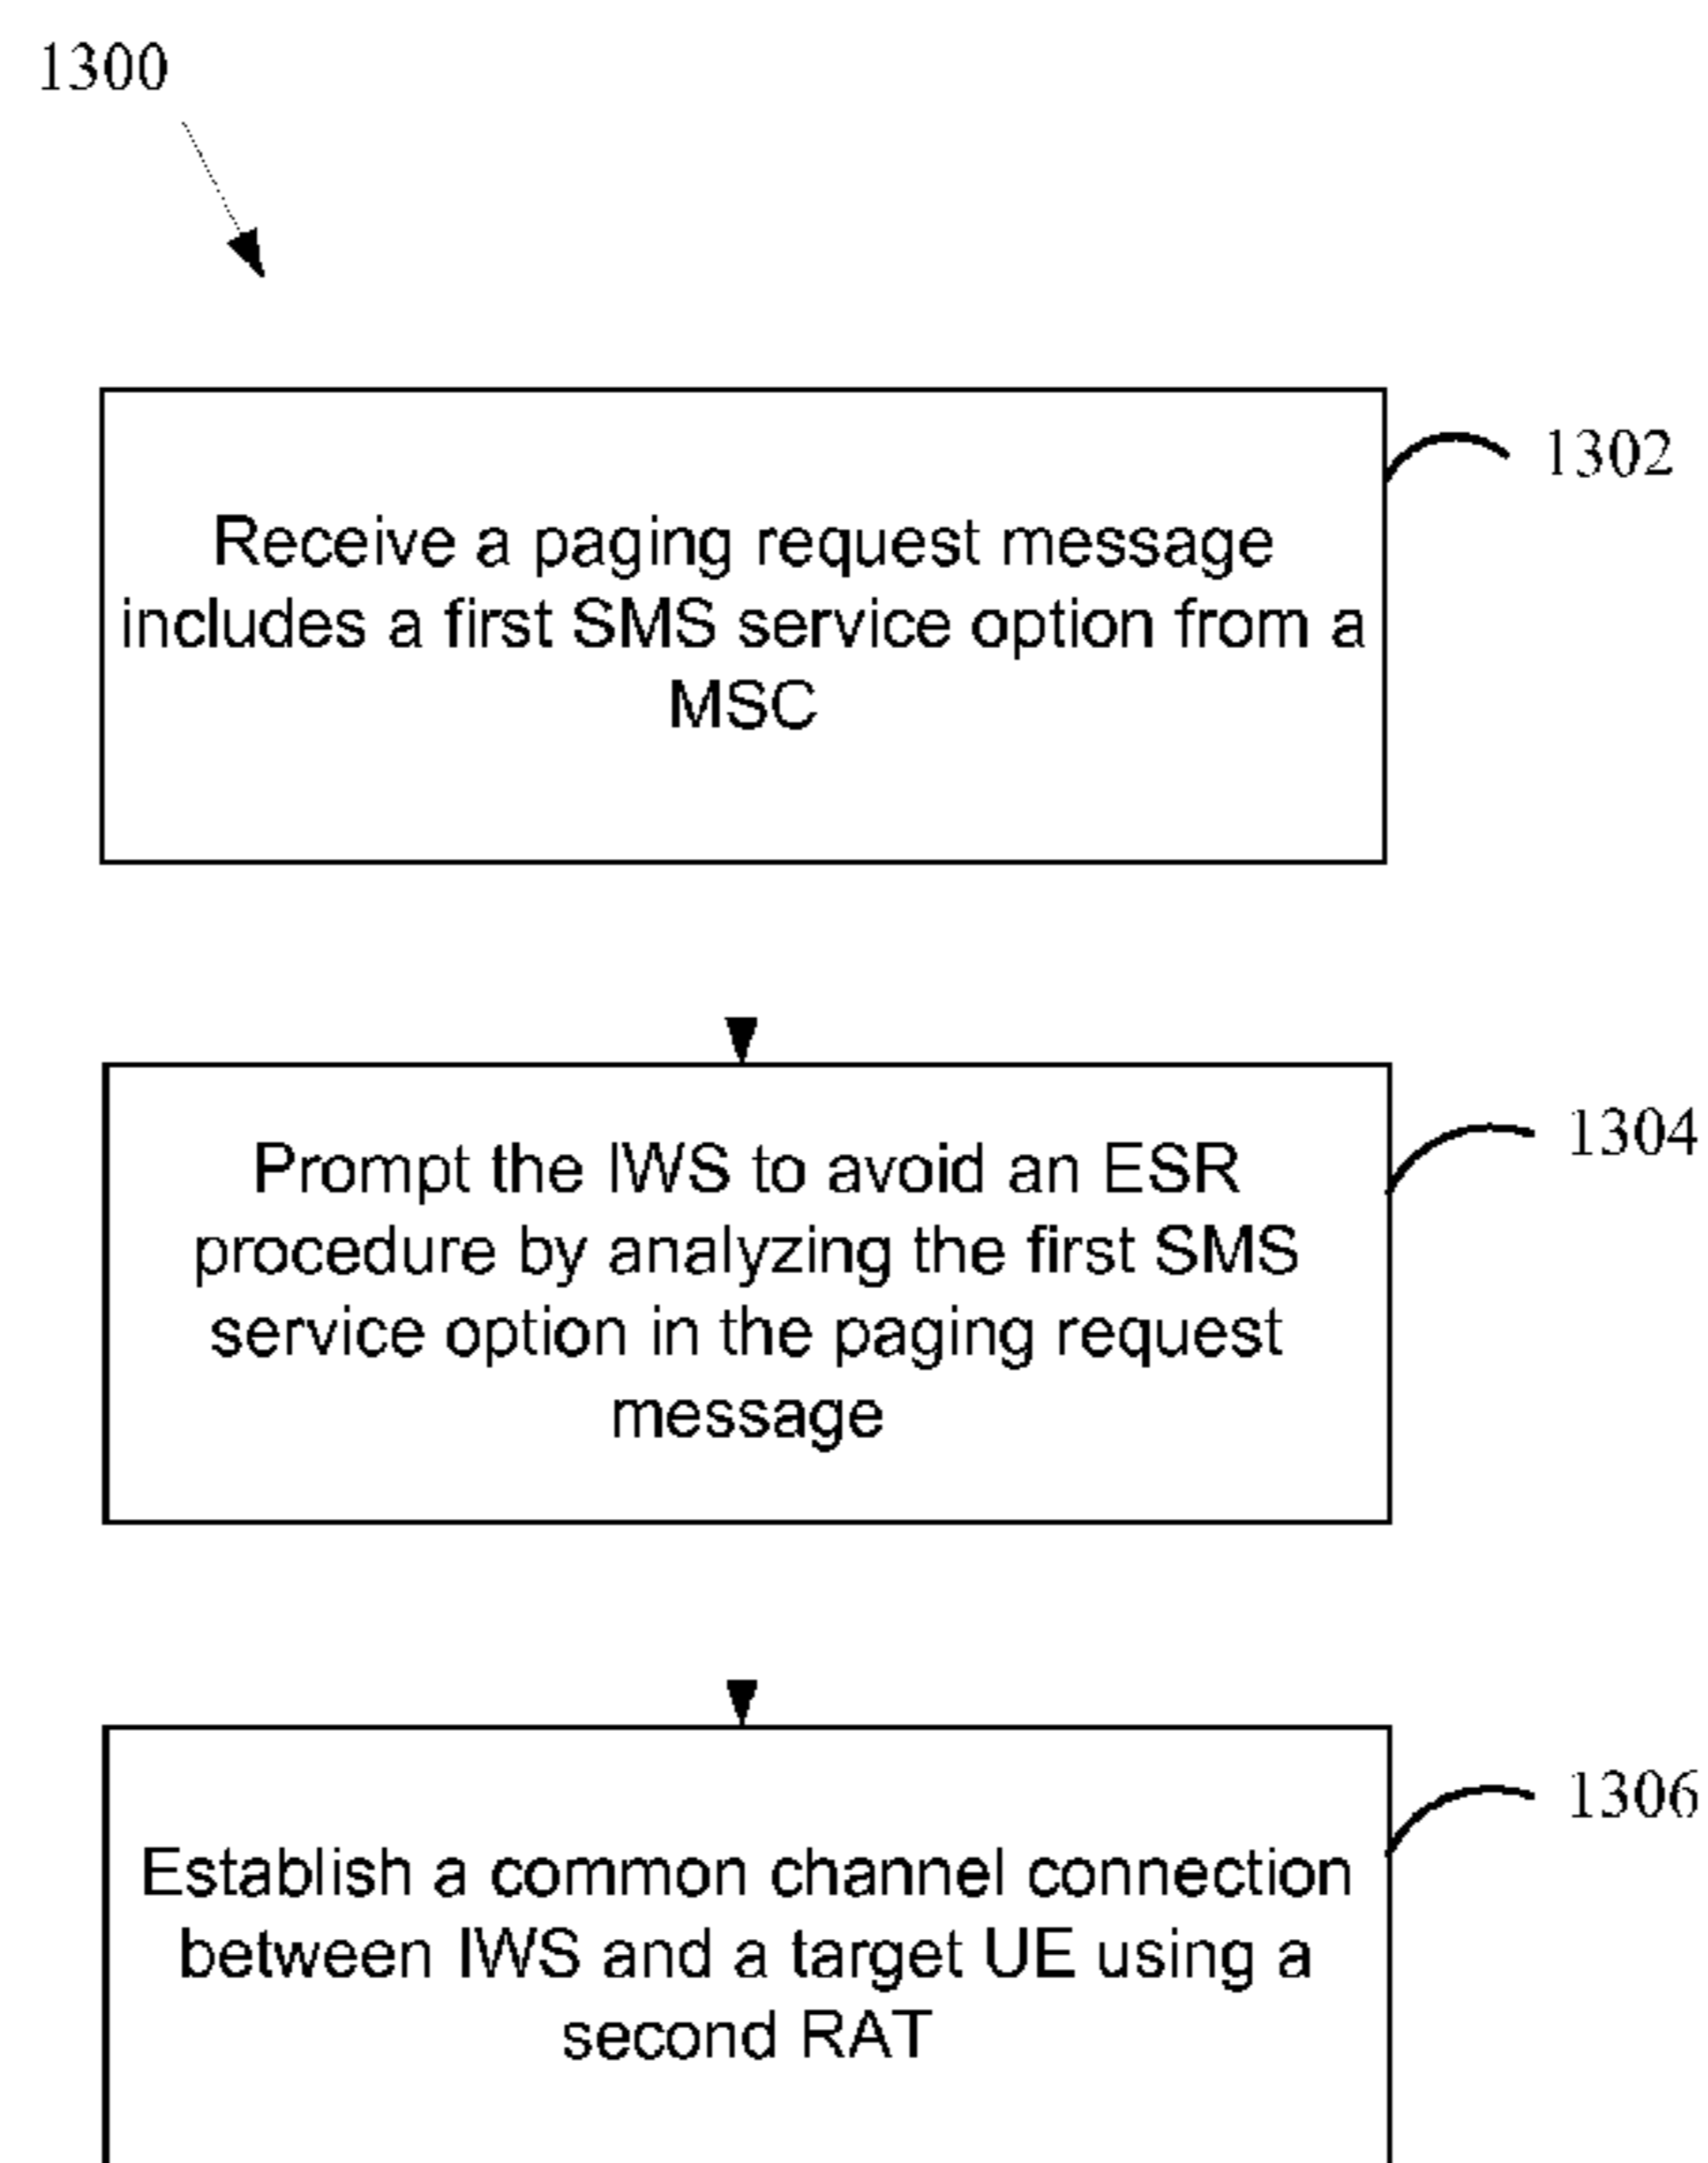 1300
1302
Receive a paging request message
includes a first SMS service option from a
MSC
1304
Prompt the IWS to avoid an ESR
procedure by analyzing the first SMS
service option in the paging request
message
1306
Establish a common channel connection
between IWS and a target UE using a
second RAT